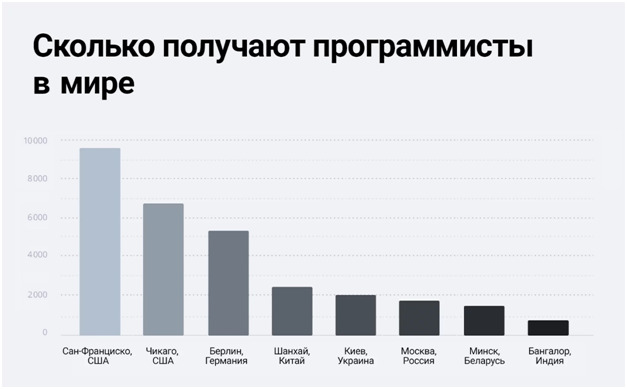 Сколько получают программисты
в мире
10000
8000
6000
4000
2000
0
Сан-Франциско,
США
Чикаго,
США
Берлин,
Германия
Шанхай,
Китай
Киев,
Украина
Москва,
Россия
Минск,
Беларусь
Бангалор,
Индия